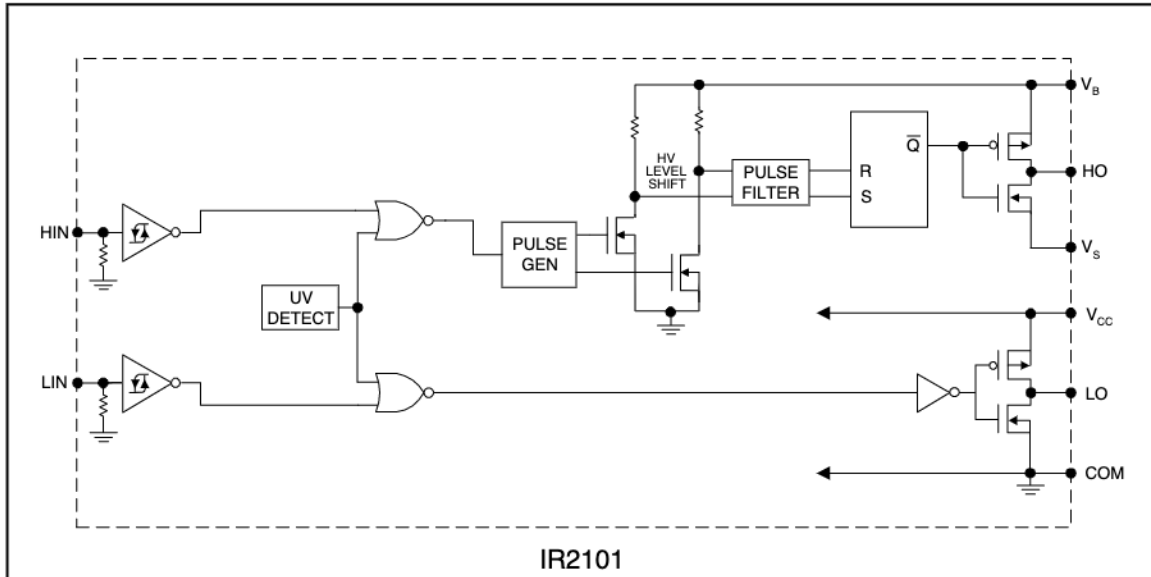 V_B
Q̅
HV
LEVEL
SHIFT
PULSE
FILTER
R
S
HO
HIN
PULSE
GEN
V_S
UV
DETECT
V_CC
LIN
LO
COM
IR2101